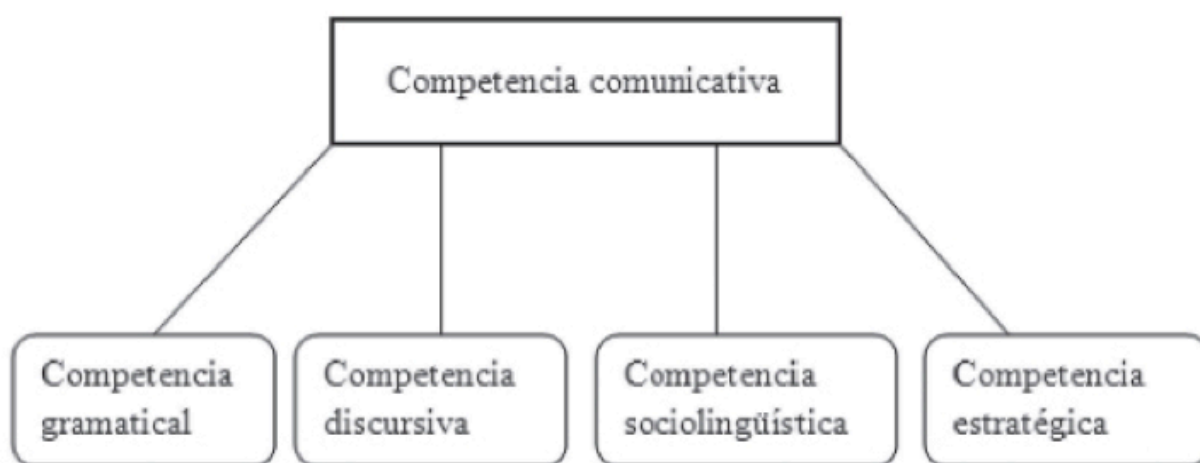 Competencia comunicativa
Competencia
gramatical
Competencia
discursiva
Competencia
sociolingüística
Competencia
estratégica